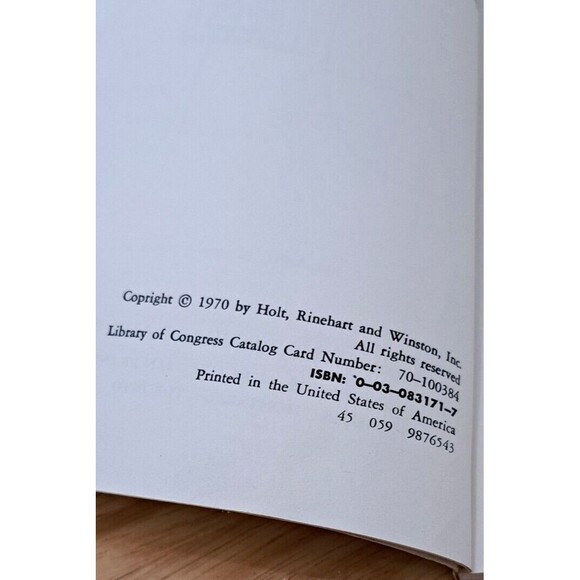 Copright © 1970 by Holt, Rinehart and Winston, Inc.
All rights reserved
Library of Congress Catalog Card Number: 70-100384
ISBN: 0-03-083171-7
Printed in the United States of America
45 059 9876543